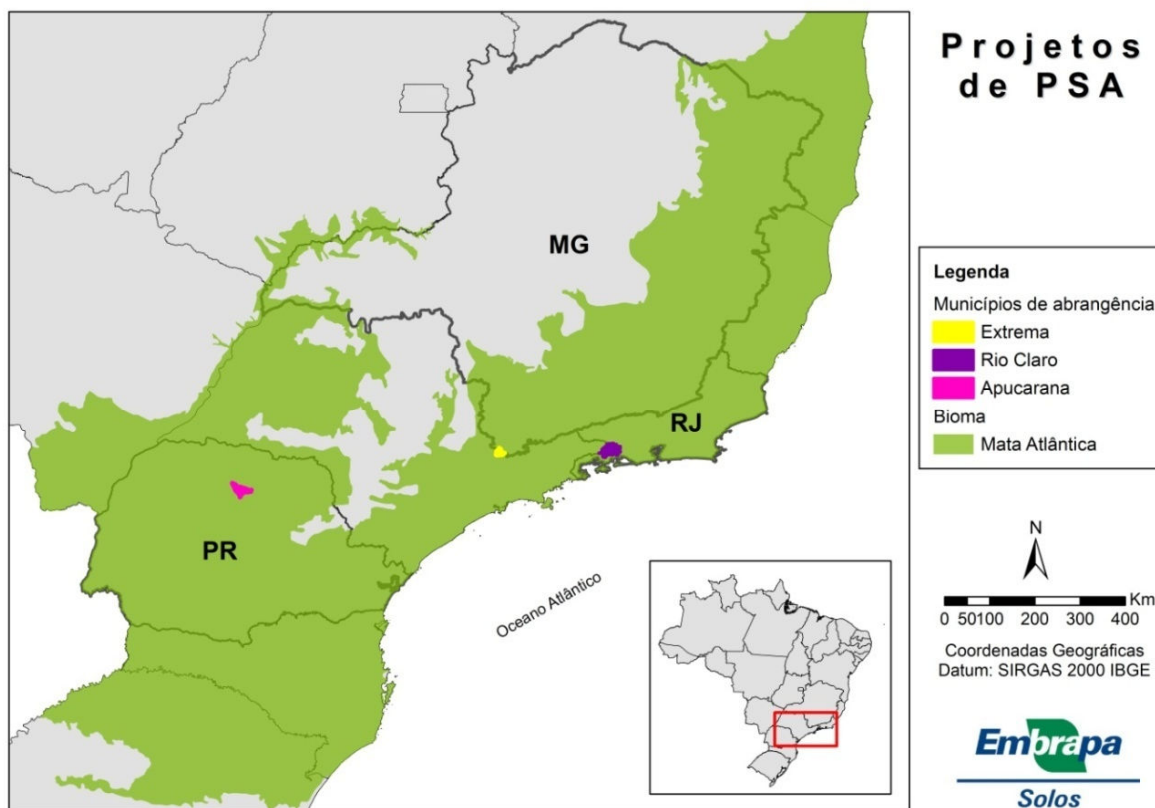 Projetos
de PSA
MG
RJ
PR
Oceano Atlântico
Legenda
Municípios de abrangência
Extrema
Rio Claro
Apucarana
Bioma
Mata Atlântica
N
Km
0 50100 200 300 400
Coordenadas Geográficas
Datum: SIRGAS 2000 IBGE
Embrapa
Solos